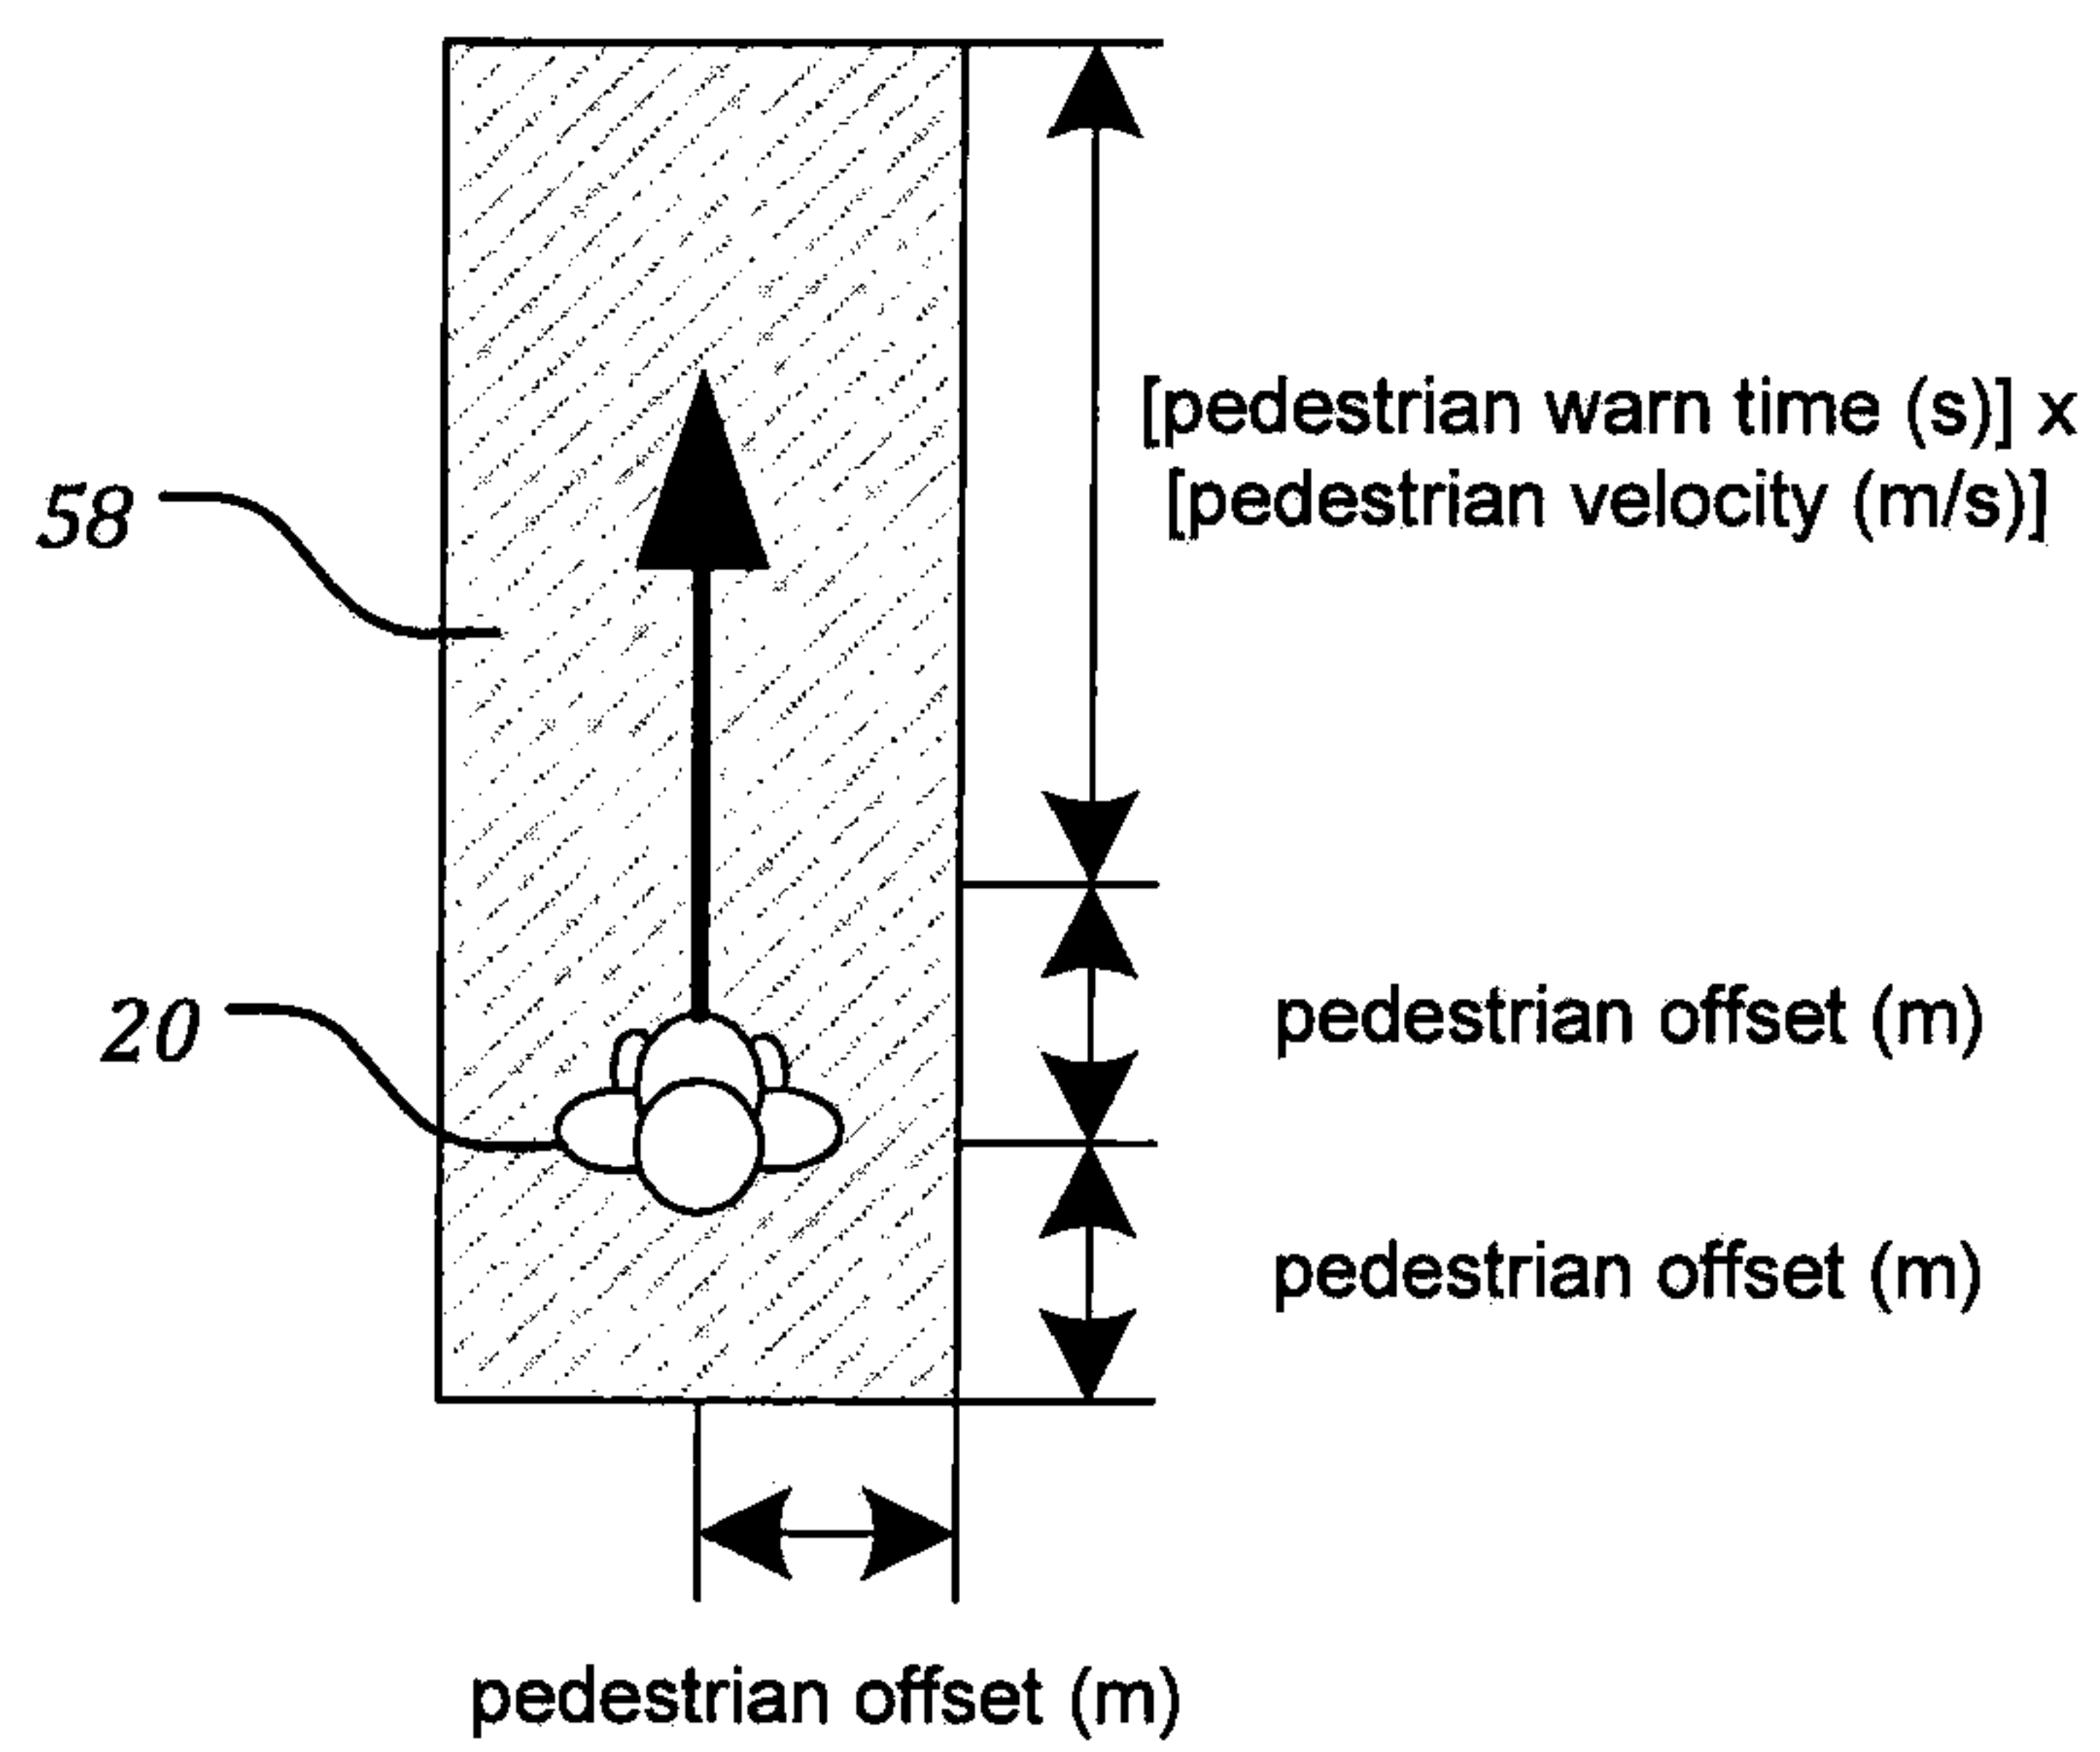 [pedestrian warn time (s)] x
[pedestrian velocity (m/s)]
58
20
pedestrian offset (m)
pedestrian offset (m)
pedestrian offset (m)